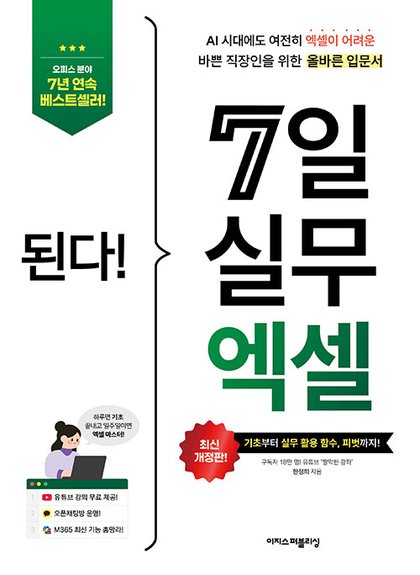 ★★★
오피스 분야
7년 연속
베스트셀러!
AI 시대에도 여전히 엑셀이 어려운
바쁜 직장인을 위한 올바른 입문서
된다!
7일
실무
엑셀
최신
개정판!
기초부터 실무 활용 함수, 피벗까지!
구독자 18만 명! 유튜브 "짤막한 강좌"
한정희 지음
하루면 기초
끝내고 일주일이면
엑셀 마스터!
1 유튜브 강의 무료 제공!
2 오픈채팅방 운영!
3 M365 최신 기능 총망라!
이지스퍼블리싱